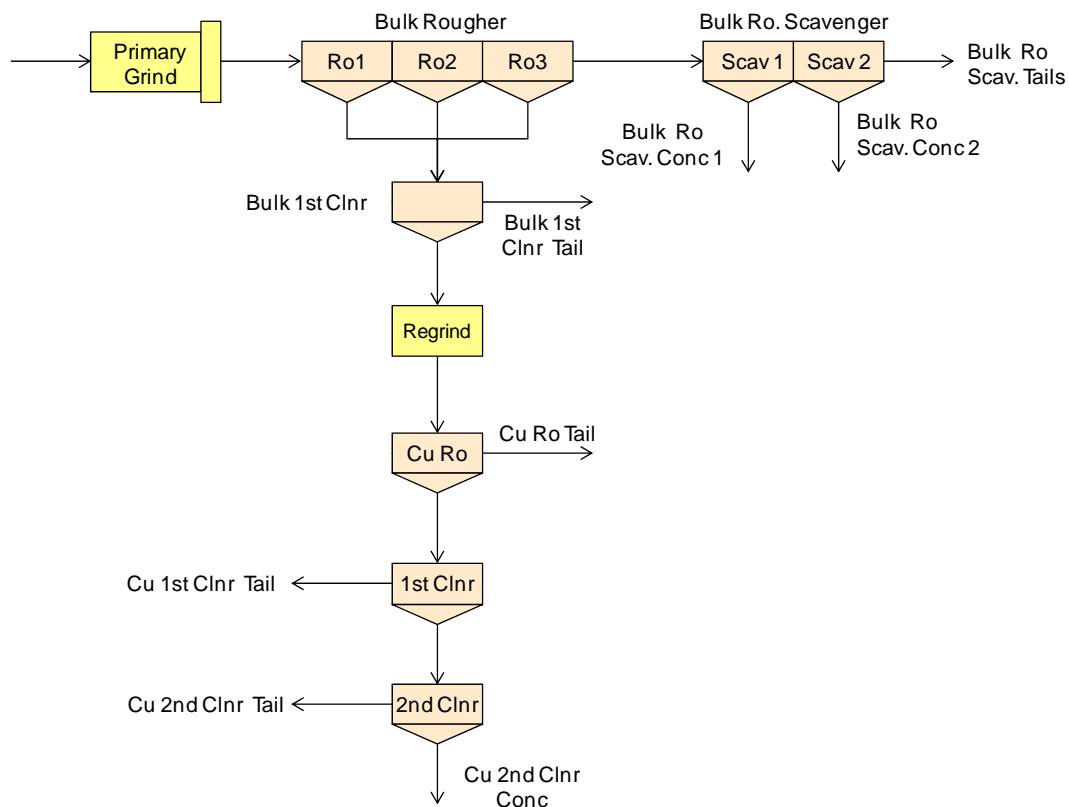 Bulk Rougher
Bulk Ro. Scavenger
Primary
Grind
Ro1
Ro2
Ro3
Scav 1
Scav 2
Bulk Ro
Scav. Tails
Bulk Ro
Scav. Conc 1
Bulk Ro
Scav. Conc 2
Bulk 1st Clnr
Bulk 1st
Clnr Tail
Regrind
Cu Ro
Cu Ro Tail
Cu 1st Clnr Tail
1st Clnr
Cu 2nd Clnr Tail
2nd Clnr
Cu 2nd Clnr
Conc